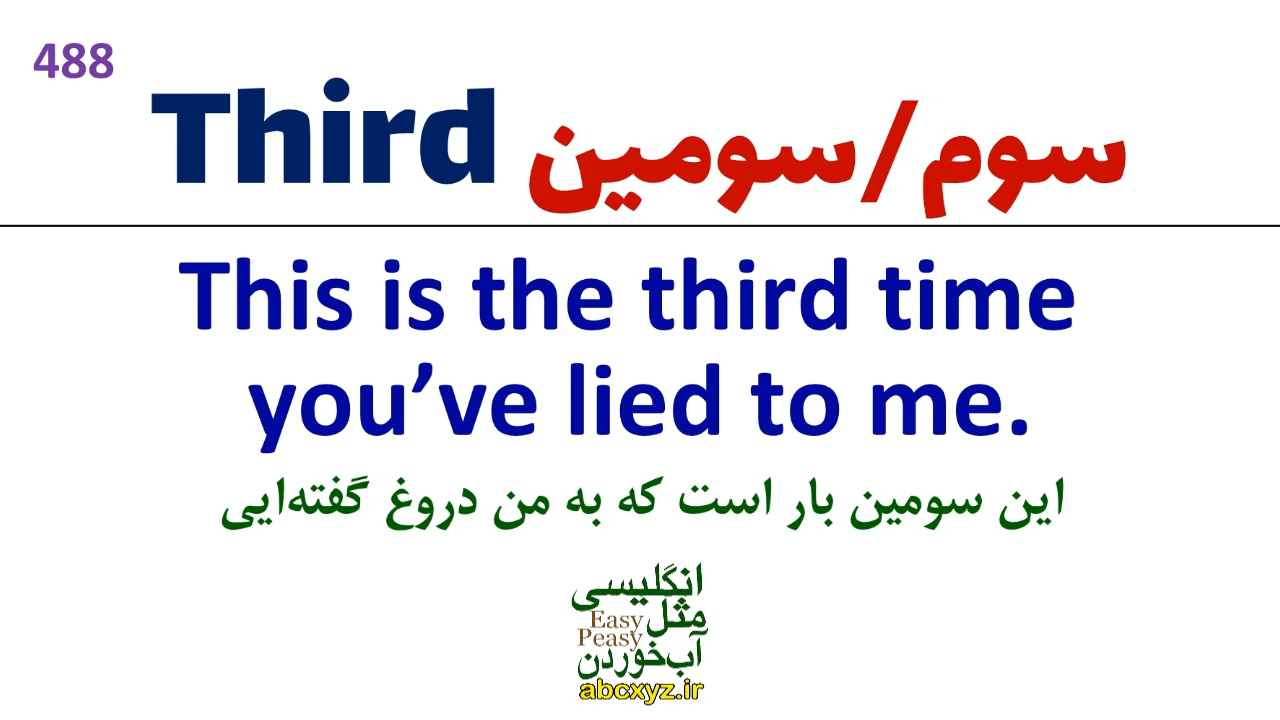 488
Third سوم/سومین
This is the third time
you’ve lied to me.
این سومین بار است که به من دروغ گفته‌ایی
انگلیسی
مثل
Easy
Peasy
آب‌خوردن
abcxyz.ir